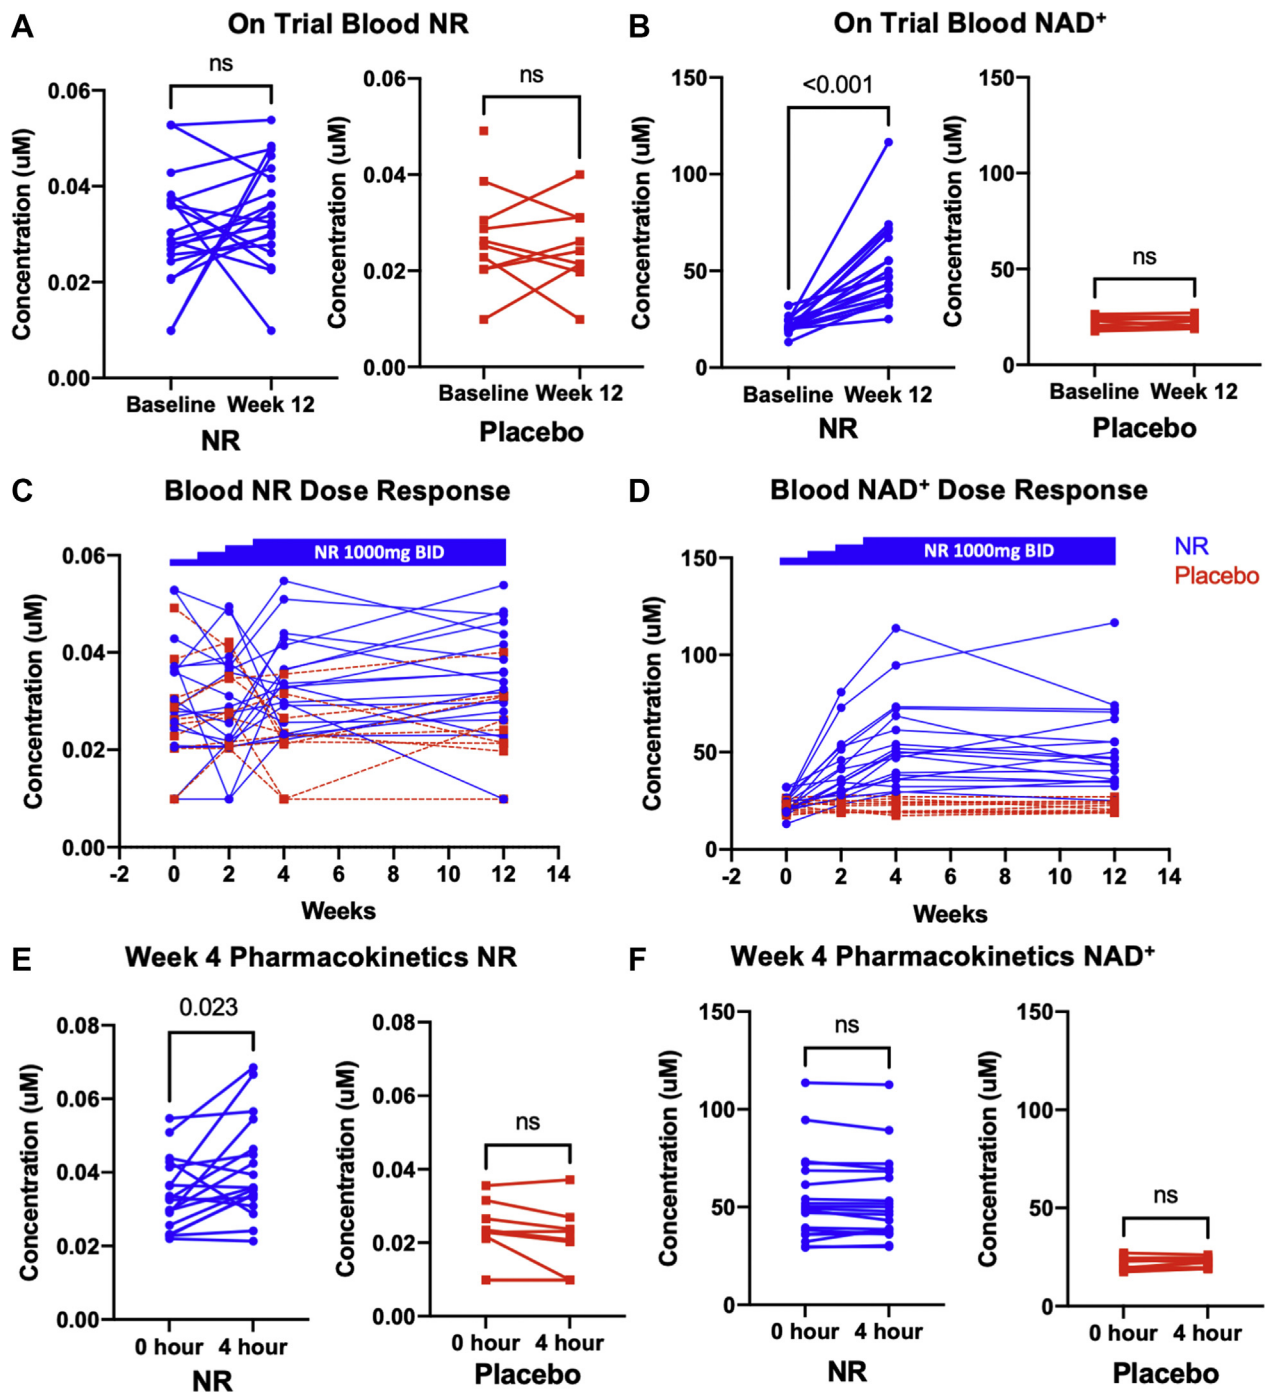 A
On Trial Blood NR
B
On Trial Blood NAD⁺
ns
ns
<0.001
ns
Concentration (uM)
0.06
0.04
0.02
0.00
Baseline Week 12
NR
Concentration (uM)
0.06
0.04
0.02
0.00
Baseline Week 12
Placebo
Concentration (uM)
150
100
50
0
Baseline Week 12
NR
Concentration (uM)
150
100
50
0
Baseline Week 12
Placebo
C
Blood NR Dose Response
NR 1000mg BID
Concentration (uM)
0.06
0.04
0.02
0.00
-2 0 2 4 6 8 10 12 14
Weeks
D
Blood NAD⁺ Dose Response
NR 1000mg BID
NR
Placebo
Concentration (uM)
150
100
50
0
-2 0 2 4 6 8 10 12 14
Weeks
E
Week 4 Pharmacokinetics NR
0.023
Concentration (uM)
0.08
0.06
0.04
0.02
0.00
0 hour 4 hour
NR
ns
Concentration (uM)
0.08
0.06
0.04
0.02
0.00
0 hour 4 hour
Placebo
F
Week 4 Pharmacokinetics NAD⁺
ns
Concentration (uM)
150
100
50
0
0 hour 4 hour
NR
ns
Concentration (uM)
150
100
50
0
0 hour 4 hour
Placebo